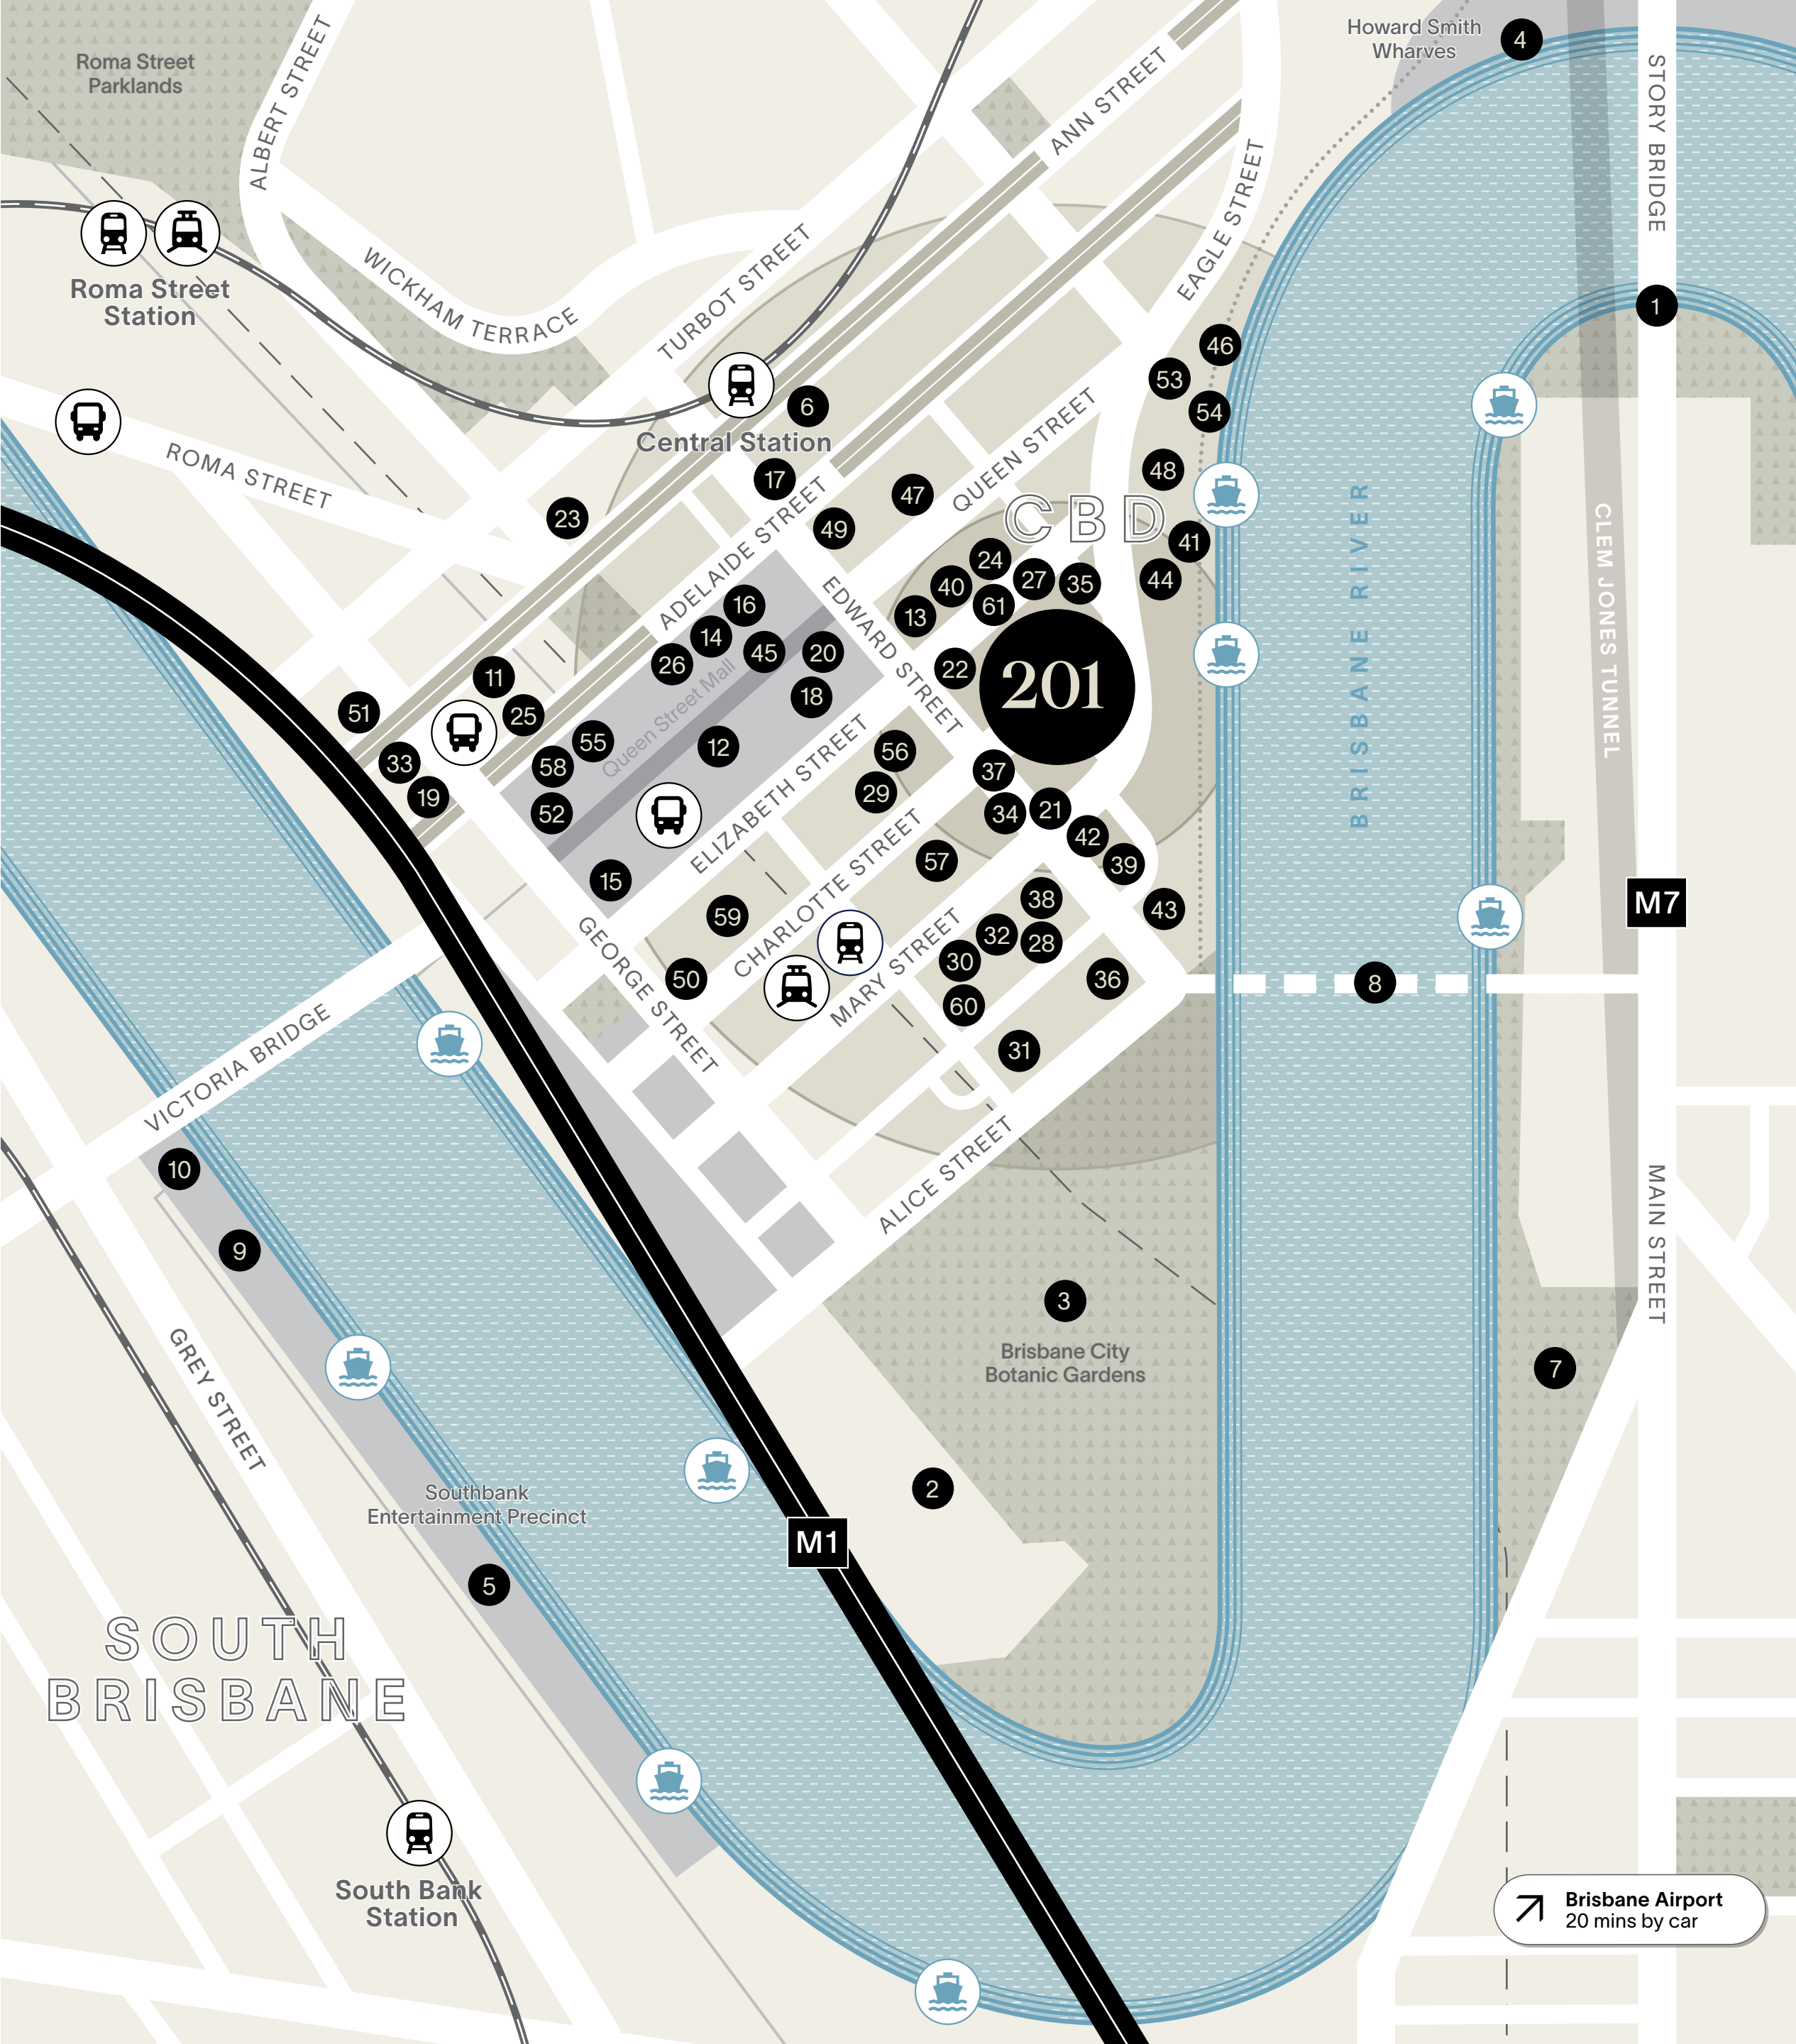 Roma Street
Parklands
ALBERT STREET
Howard Smith
Wharves
4
STORY BRIDGE
ANN STREET
EAGLE STREET
Roma Street
Station
WICKHAM TERRACE
TURBOT STREET
1
46
53
54
6
Central Station
ROMA STREET
17
23
47
49
QUEEN STREET
48
CBD
ADELAIDE STREET
41
44
24
40
27
35
13
61
EDWARD STREET
16
14
26
45
20
18
22
201
BRISBANE RIVER
CLEM JONES TUNNEL
11
25
51
33
19
55
58
52
12
Queen Street Mall
15
ELIZABETH STREET
56
29
37
34
21
42
39
43
57
CHARLOTTE STREET
59
50
GEORGE STREET
MARY STREET
38
32
28
30
60
36
31
8
M7
VICTORIA BRIDGE
10
9
ALICE STREET
MAIN STREET
3
Brisbane City
Botanic Gardens
7
GREY STREET
2
Southbank
Entertainment Precinct
5
M1
SOUTH
BRISBANE
South Bank
Station
Brisbane Airport
20 mins by car